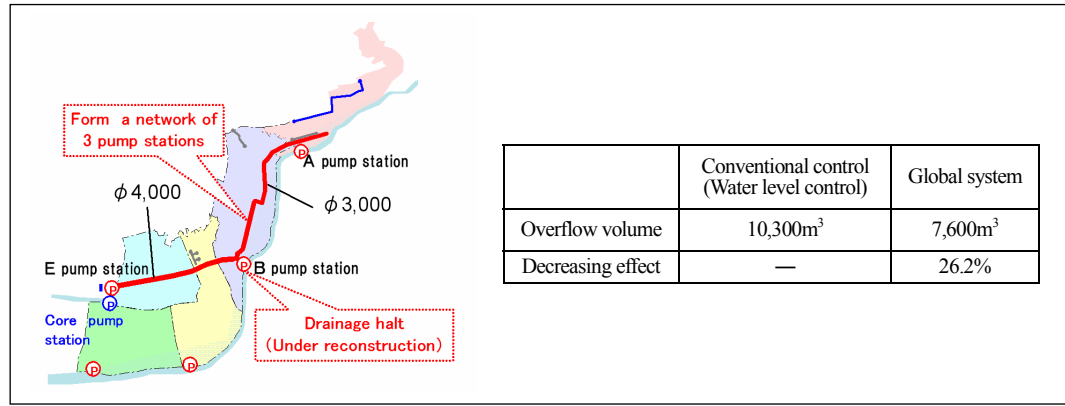 Form a network of
3 pump stations
A pump station
φ4,000
φ3,000
E pump station
B pump station
P
P
P
P
P
P
Core pump
station
Drainage halt
(Under reconstruction)
Conventional control
(Water level control)
Global system
Overflow volume
10,300m³
7,600m³
Decreasing effect
—
26.2%